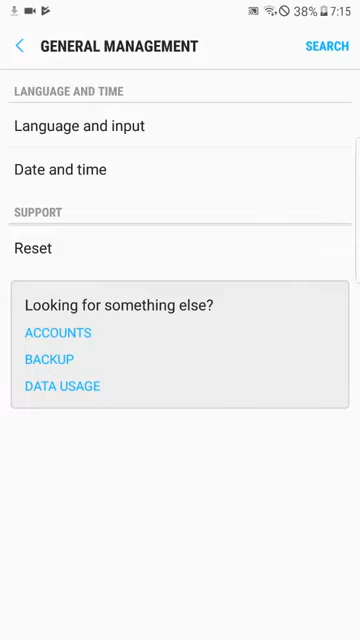 38% 7:15
GENERAL MANAGEMENT SEARCH
LANGUAGE AND TIME
Language and input
Date and time
SUPPORT
Reset
Looking for something else?
ACCOUNTS
BACKUP
DATA USAGE